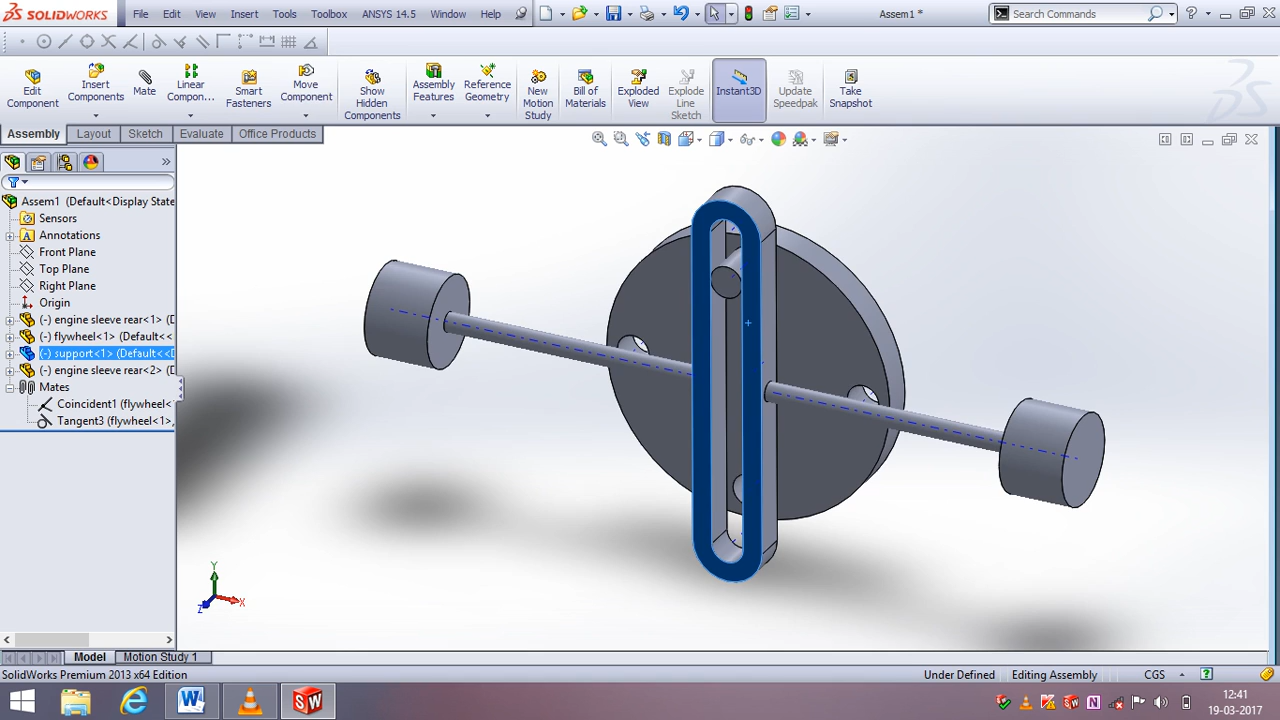 SOLIDWORKS File Edit View Insert Tools Toolbox ANSYS 14.5 Window Help Assem1 * Search Commands
Edit Component Insert Components Mate Linear Compon... Smart Fasteners Move Component Show Hidden Components Assembly Features Reference Geometry New Motion Study Bill of Materials Exploded View Explode Line Sketch Instant3D Update Speedpak Take Snapshot
Assembly Layout Sketch Evaluate Office Products
Assem1 (Default<Display State
Sensors
Annotations
Front Plane
Top Plane
Right Plane
Origin
(-) engine sleeve rear<1> (D
(-) flywheel<1> (Default<<
(-) support<1> (Default<<D
(-) engine sleeve rear<2> (D
Mates
Coincident1 (flywheel<
Tangent3 (flywheel<1>,
Y
X
Z
Model Motion Study 1
SolidWorks Premium 2013 x64 Edition Under Defined Editing Assembly CGS
12:41
19-03-2017